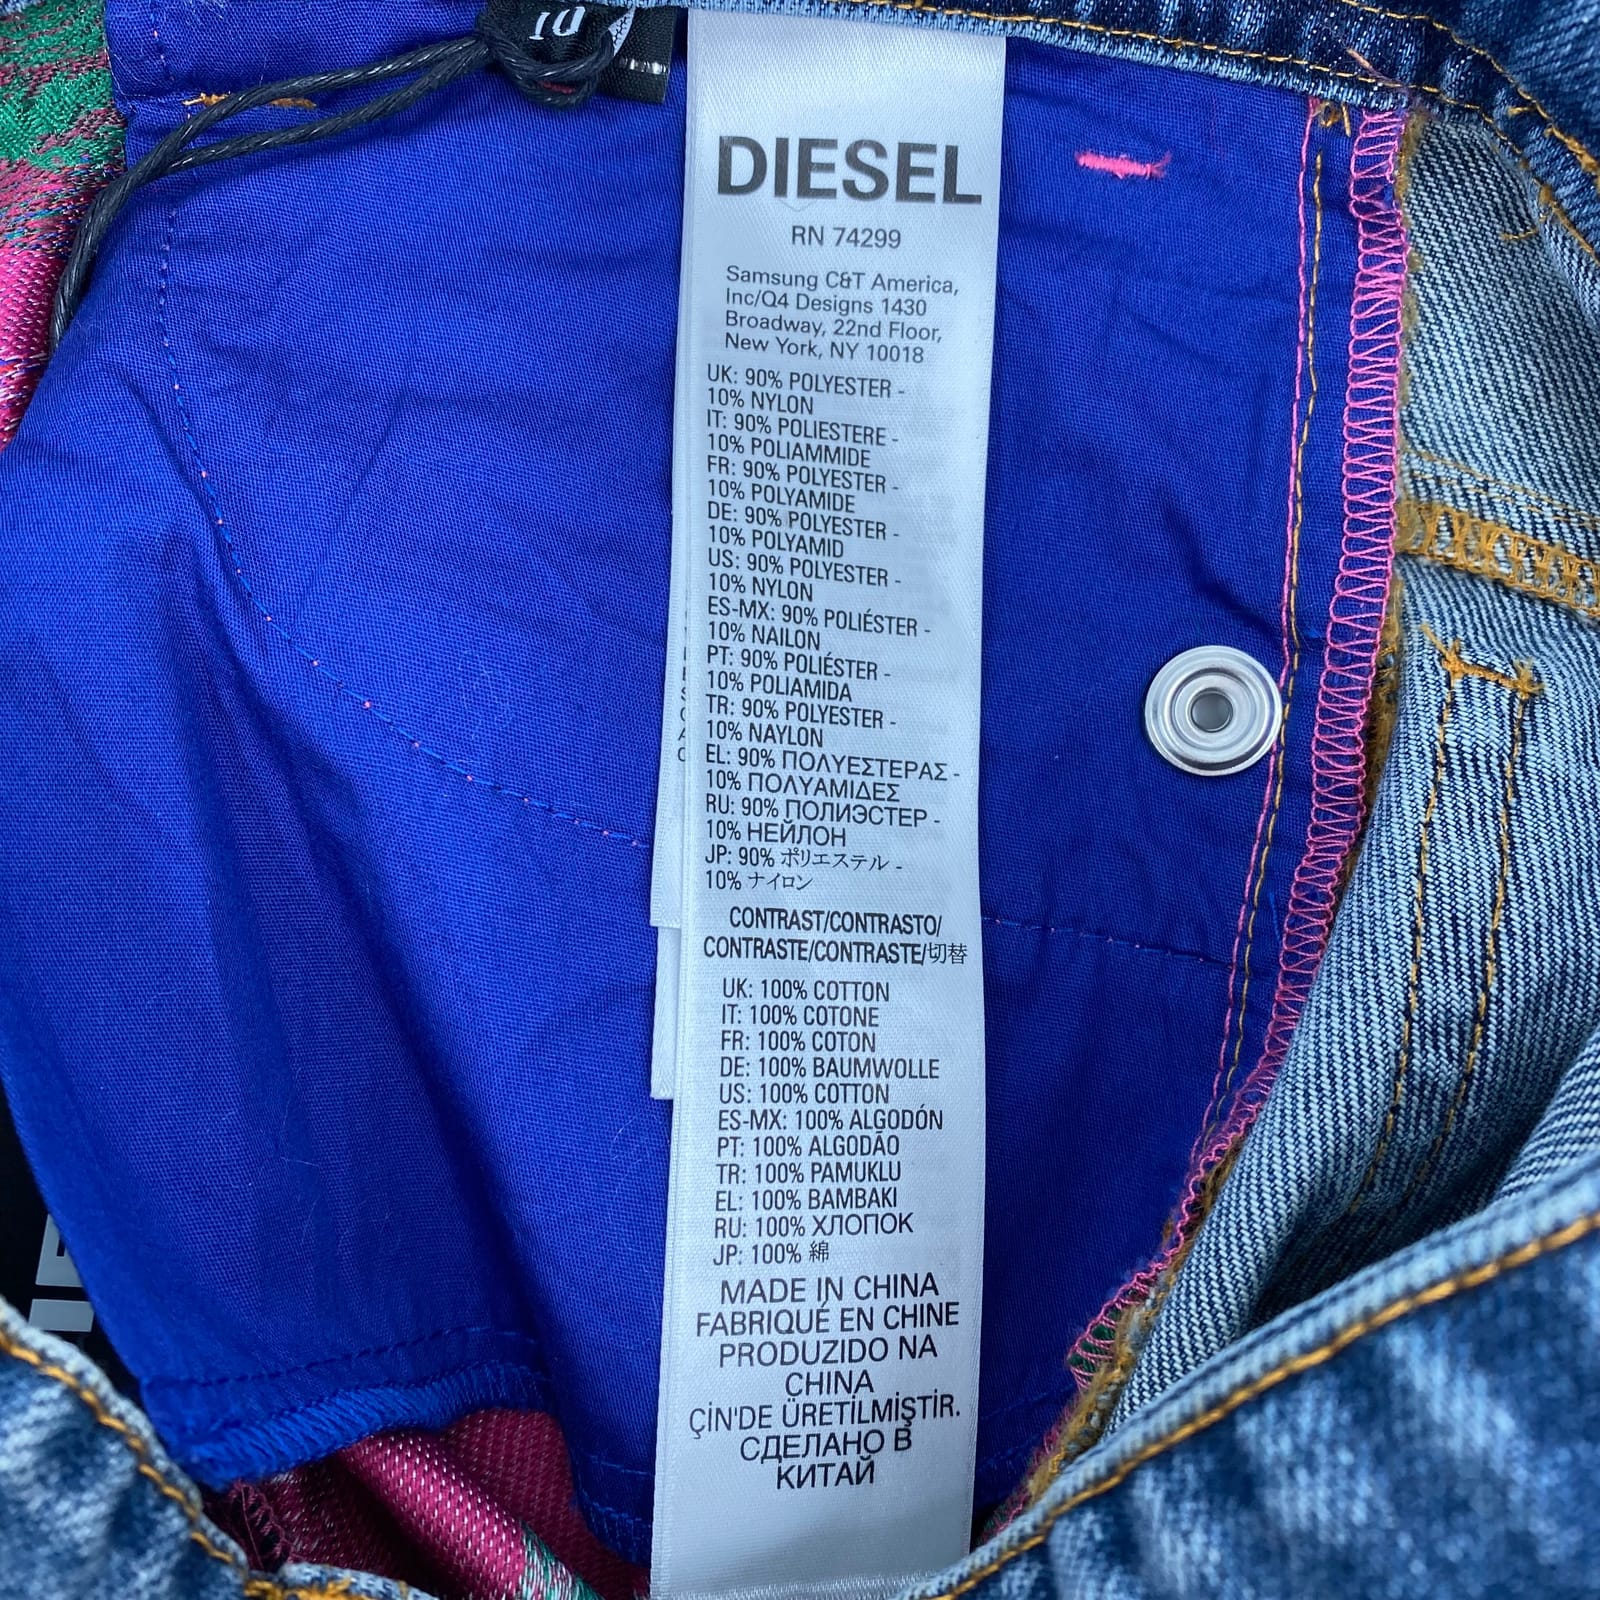 DIESEL
RN 74299
Samsung C&T America,
Inc/Q4 Designs 1430
Broadway, 22nd Floor,
New York, NY 10018
UK: 90% POLYESTER -
10% NYLON
IT: 90% POLIESTERE -
10% POLIAMMIDE
FR: 90% POLYESTER -
10% POLYAMIDE
DE: 90% POLYESTER -
10% POLYAMID
US: 90% POLYESTER -
10% NYLON
ES-MX: 90% POLIÉSTER -
10% NAILON
PT: 90% POLIÉSTER -
10% POLIAMIDA
TR: 90% POLYESTER -
10% NAYLON
EL: 90% ΠΟΛΥΕΣΤΕΡΑΣ -
10% ΠΟΛΥΑΜΙΔΕΣ
RU: 90% ПОЛИЭСТЕР -
10% НЕЙЛОН
JP: 90% ポリエステル -
10% ナイロン
CONTRAST/CONTRASTO/
CONTRASTE/CONTRASTE/切替
UK: 100% COTTON
IT: 100% COTONE
FR: 100% COTON
DE: 100% BAUMWOLLE
US: 100% COTTON
ES-MX: 100% ALGODÓN
PT: 100% ALGODÃO
TR: 100% PAMUKLU
EL: 100% BAMBAKI
RU: 100% ХЛОПОК
JP: 100% 綿
MADE IN CHINA
FABRIQUÉ EN CHINE
PRODUZIDO NA
CHINA
ÇİN'DE ÜRETİLMİŞTİR.
СДЕЛАНО В
КИТАЙ